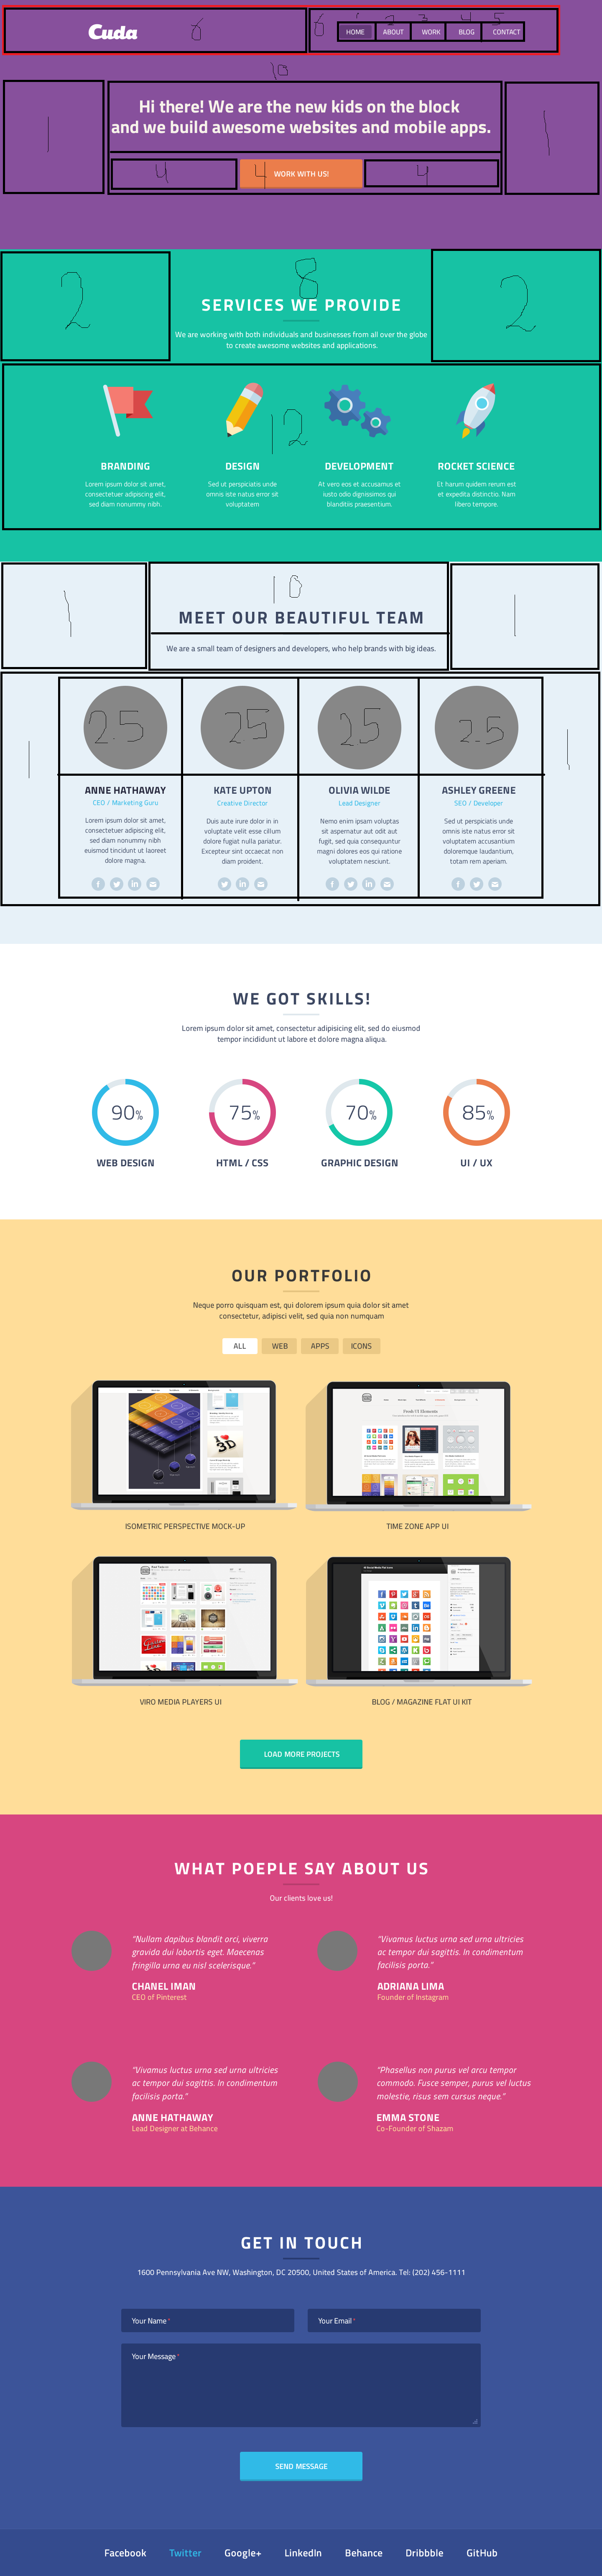 Cuda 6
6 1 2 3 4 5
HOME ABOUT WORK BLOG CONTACT
10
1 1
Hi there! We are the new kids on the block
and we build awesome websites and mobile apps.
4 4 4
WORK WITH US!
2 8 2
SERVICES WE PROVIDE
We are working with both individuals and businesses from all over the globe
to create awesome websites and applications.
12
BRANDING
Lorem ipsum dolor sit amet,
consectetuer adipiscing elit,
sed diam nonummy nibh.
DESIGN
Sed ut perspiciatis unde
omnis iste natus error sit
voluptatem
DEVELOPMENT
At vero eos et accusamus et
iusto odio dignissimos qui
blanditiis praesentium.
ROCKET SCIENCE
Et harum quidem rerum est
et expedita distinctio. Nam
libero tempore.
1 10 1
MEET OUR BEAUTIFUL TEAM
We are a small team of designers and developers, who help brands with big ideas.
1 2.5 25 25 2.5 1
ANNE HATHAWAY
CEO / Marketing Guru
Lorem ipsum dolor sit amet,
consectetuer adipiscing elit,
sed diam nonummy nibh
euismod tincidunt ut laoreet
dolore magna.
KATE UPTON
Creative Director
Duis aute irure dolor in in
voluptate velit esse cillum
dolore fugiat nulla pariatur.
Excepteur sint occaecat non
diam proident.
OLIVIA WILDE
Lead Designer
Nemo enim ipsam voluptas
sit aspernatur aut odit aut
fugit, sed quia consequuntur
magni dolores eos qui ratione
voluptatem nesciunt.
ASHLEY GREENE
SEO / Developer
Sed ut perspiciatis unde
omnis iste natus error sit
voluptatem accusantium
doloremque laudantium,
totam rem aperiam.
WE GOT SKILLS!
Lorem ipsum dolor sit amet, consectetur adipisicing elit, sed do eiusmod
tempor incididunt ut labore et dolore magna aliqua.
90% 75% 70% 85%
WEB DESIGN HTML / CSS GRAPHIC DESIGN UI / UX
OUR PORTFOLIO
Neque porro quisquam est, qui dolorem ipsum quia dolor sit amet
consectetur, adipisci velit, sed quia non numquam
ALL WEB APPS ICONS
ISOMETRIC PERSPECTIVE MOCK-UP
TIME ZONE APP UI
VIRO MEDIA PLAYERS UI
BLOG / MAGAZINE FLAT UI KIT
LOAD MORE PROJECTS
WHAT POEPLE SAY ABOUT US
Our clients love us!
“Nullam dapibus blandit orci, viverra
gravida dui lobortis eget. Maecenas
fringilla urna eu nisl scelerisque.”
CHANEL IMAN
CEO of Pinterest
“Vivamus luctus urna sed urna ultricies
ac tempor dui sagittis. In condimentum
facilisis porta.”
ADRIANA LIMA
Founder of Instagram
“Vivamus luctus urna sed urna ultricies
ac tempor dui sagittis. In condimentum
facilisis porta.”
ANNE HATHAWAY
Lead Designer at Behance
“Phasellus non purus vel arcu tempor
commodo. Fusce semper, purus vel luctus
molestie, risus sem cursus neque.”
EMMA STONE
Co-Founder of Shazam
GET IN TOUCH
1600 Pennsylvania Ave NW, Washington, DC 20500, United States of America. Tel: (202) 456-1111
Your Name* Your Email*
Your Message*
SEND MESSAGE
Facebook Twitter Google+ LinkedIn Behance Dribbble GitHub